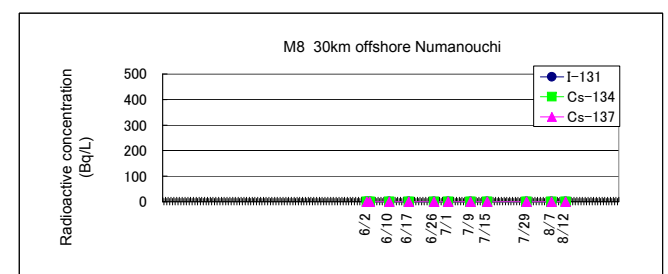 M8 30km offshore Numanouchi
Radioactive concentration
(Bq/L)
500
400
300
200
100
0
I-131
Cs-134
Cs-137
6/2
6/10
6/17
6/26
7/1
7/9
7/15
7/29
8/7
8/12